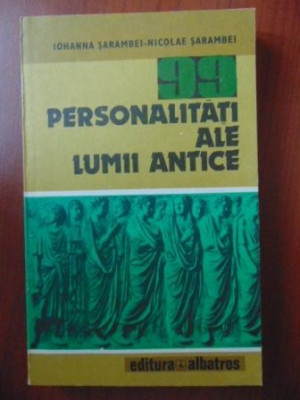 IOHANNA ŞARAMBEI-NICOLAE ŞARAMBEI
99
PERSONALITĂŢI
ALE
LUMII ANTICE
editura albatros